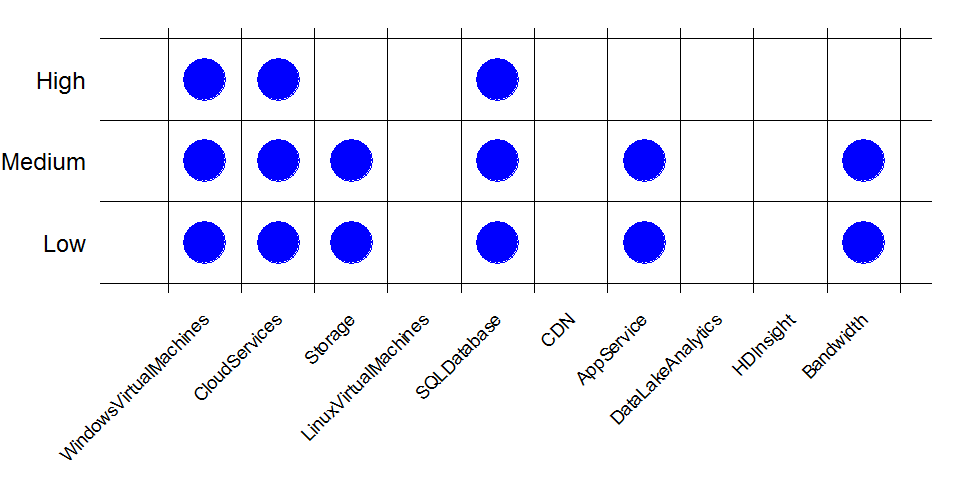 High
Medium
Low
WindowsVirtualMachines
CloudServices
Storage
LinuxVirtualMachines
SQLDatabase
CDN
AppService
DataLakeAnalytics
HDInsight
Bandwidth